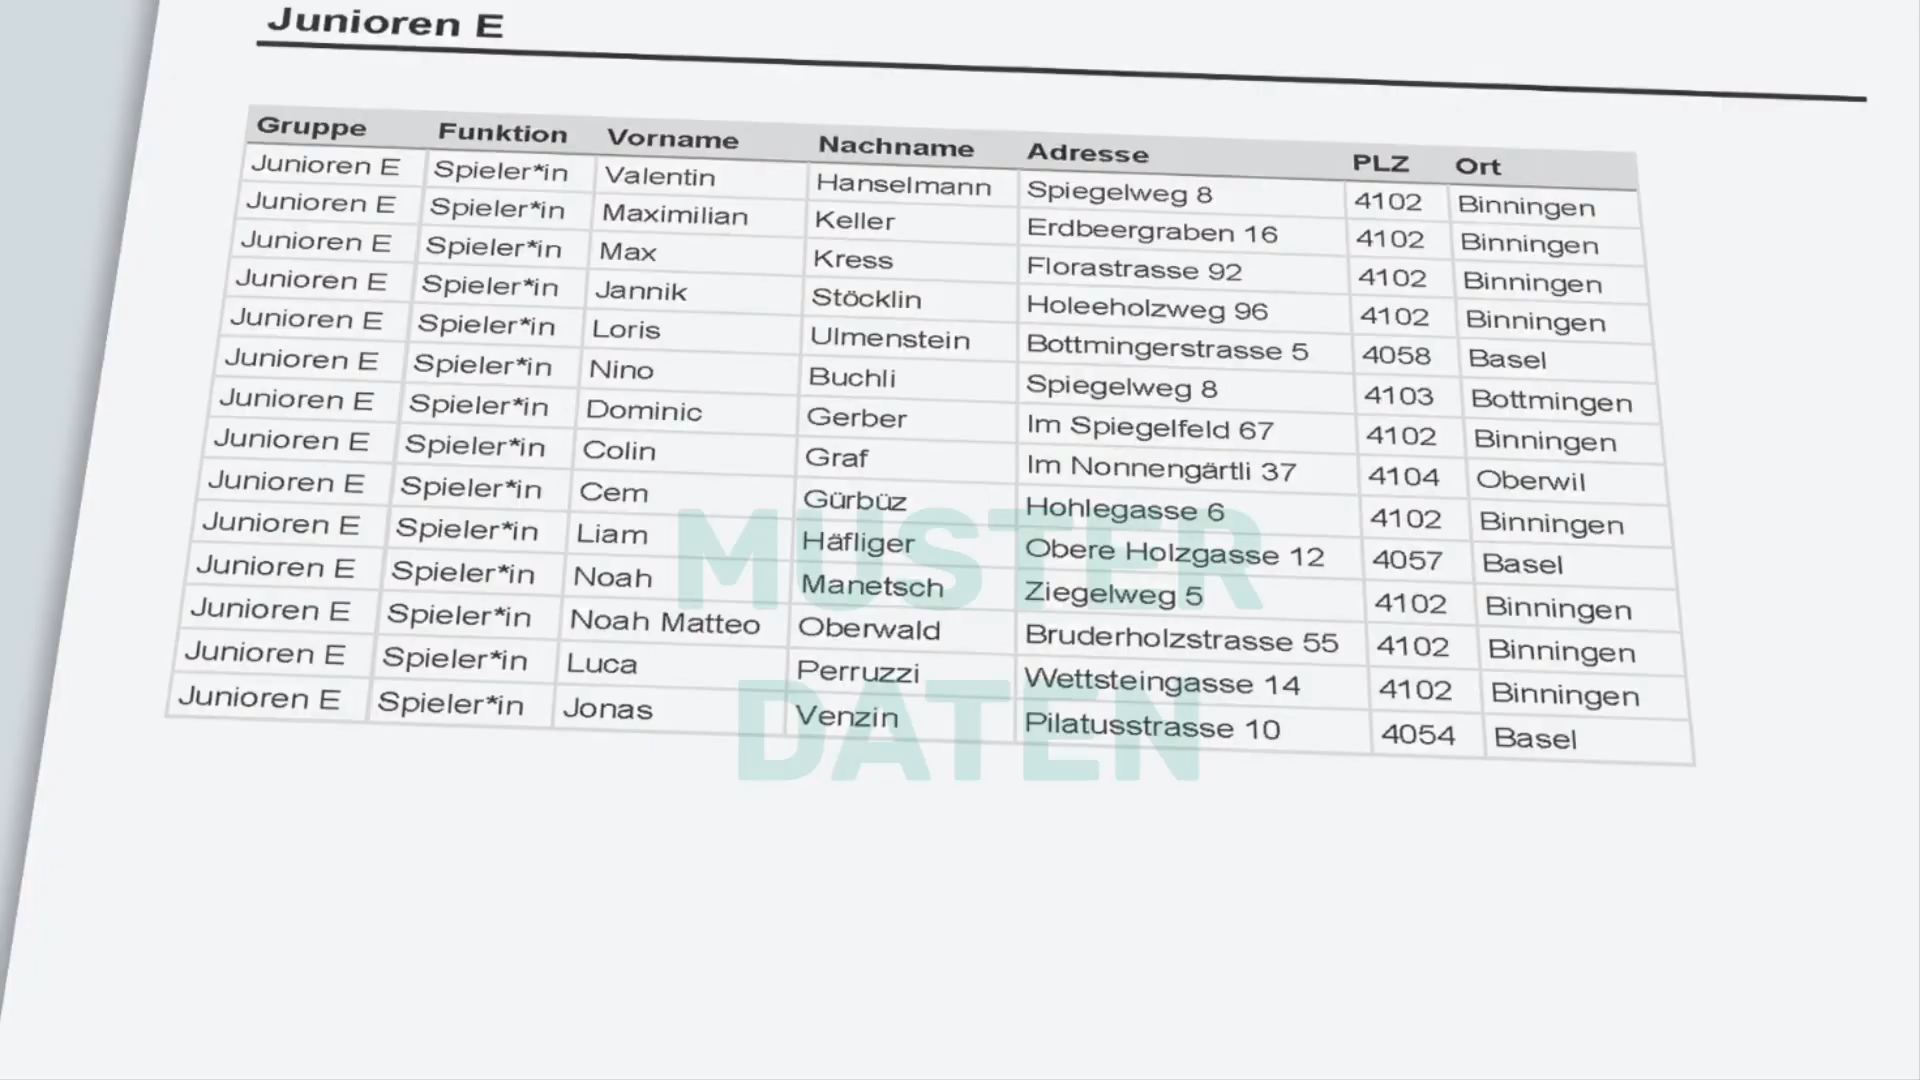 Junioren E
Gruppe Funktion Vorname Nachname Adresse PLZ Ort
Junioren E Spieler*in Valentin Hanselmann Spiegelweg 8 4102 Binningen
Junioren E Spieler*in Maximilian Keller Erdbeergraben 16 4102 Binningen
Junioren E Spieler*in Max Kress Florastrasse 92 4102 Binningen
Junioren E Spieler*in Jannik Stöcklin Holeeholzweg 96 4102 Binningen
Junioren E Spieler*in Loris Ulmenstein Bottmingerstrasse 5 4058 Basel
Junioren E Spieler*in Nino Buchli Spiegelweg 8 4103 Bottmingen
Junioren E Spieler*in Dominic Gerber Im Spiegelfeld 67 4102 Binningen
Junioren E Spieler*in Colin Graf Im Nonnengärtli 37 4104 Oberwil
Junioren E Spieler*in Cem Gürbüz Hohlegasse 6 4102 Binningen
Junioren E Spieler*in Liam Häfliger Obere Holzgasse 12 4057 Basel
Junioren E Spieler*in Noah Manetsch Ziegelweg 5 4102 Binningen
Junioren E Spieler*in Noah Matteo Oberwald Bruderholzstrasse 55 4102 Binningen
Junioren E Spieler*in Luca Perruzzi Wettsteingasse 14 4102 Binningen
Junioren E Spieler*in Jonas Venzin Pilatusstrasse 10 4054 Basel
MUSTER
DATEN